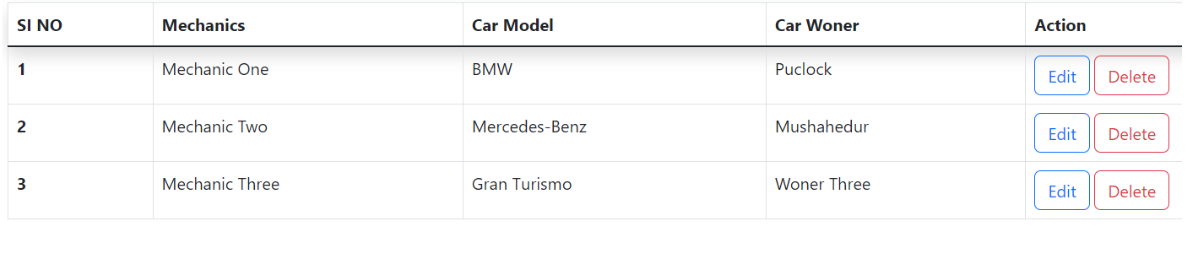 SI NO Mechanics Car Model Car Woner Action
1 Mechanic One BMW Puclock Edit Delete
2 Mechanic Two Mercedes-Benz Mushahedur Edit Delete
3 Mechanic Three Gran Turismo Woner Three Edit Delete